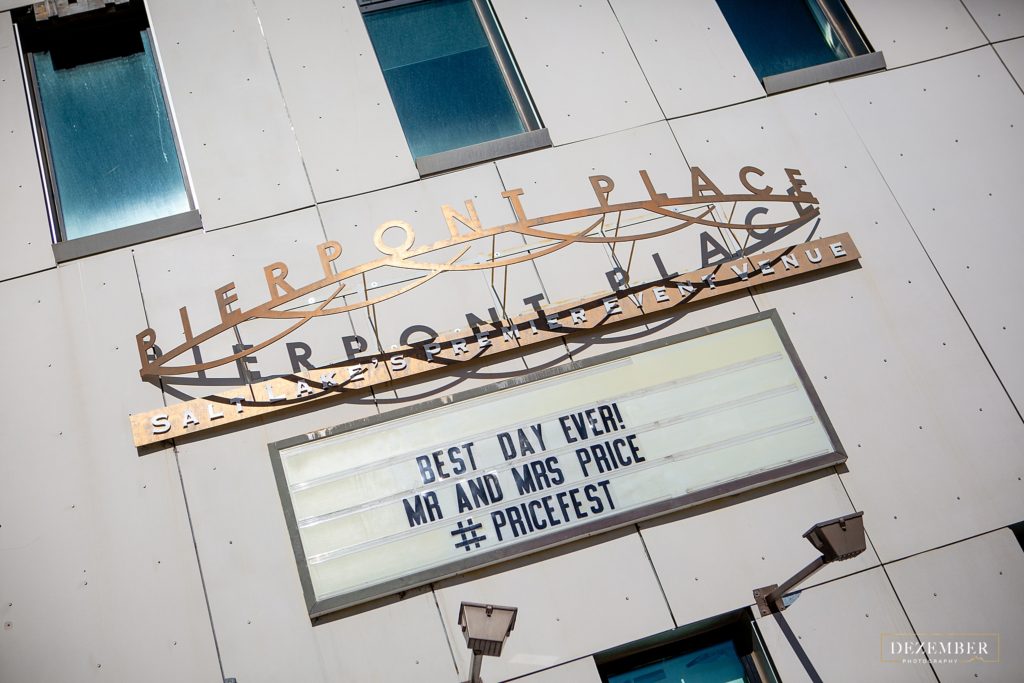 PIERPONT PLACE
SALT LAKE'S PREMIER EVENT VENUE
BEST DAY EVER!
MR AND MRS PRICE
#PRICEFEST
DEZEMBER
PHOTOGRAPHY